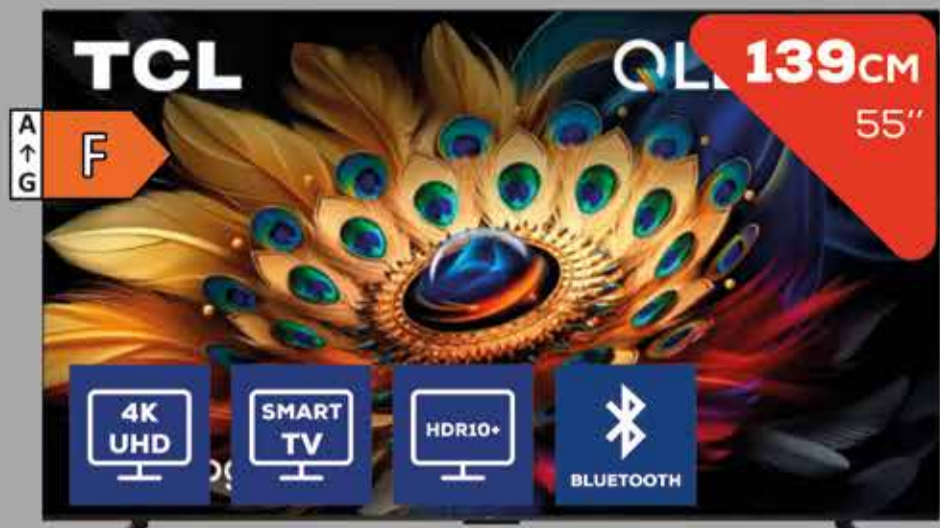 TCL
139CM
55"
A
↑
G
F
4K
UHD
SMART
TV
HDR10+
BLUETOOTH